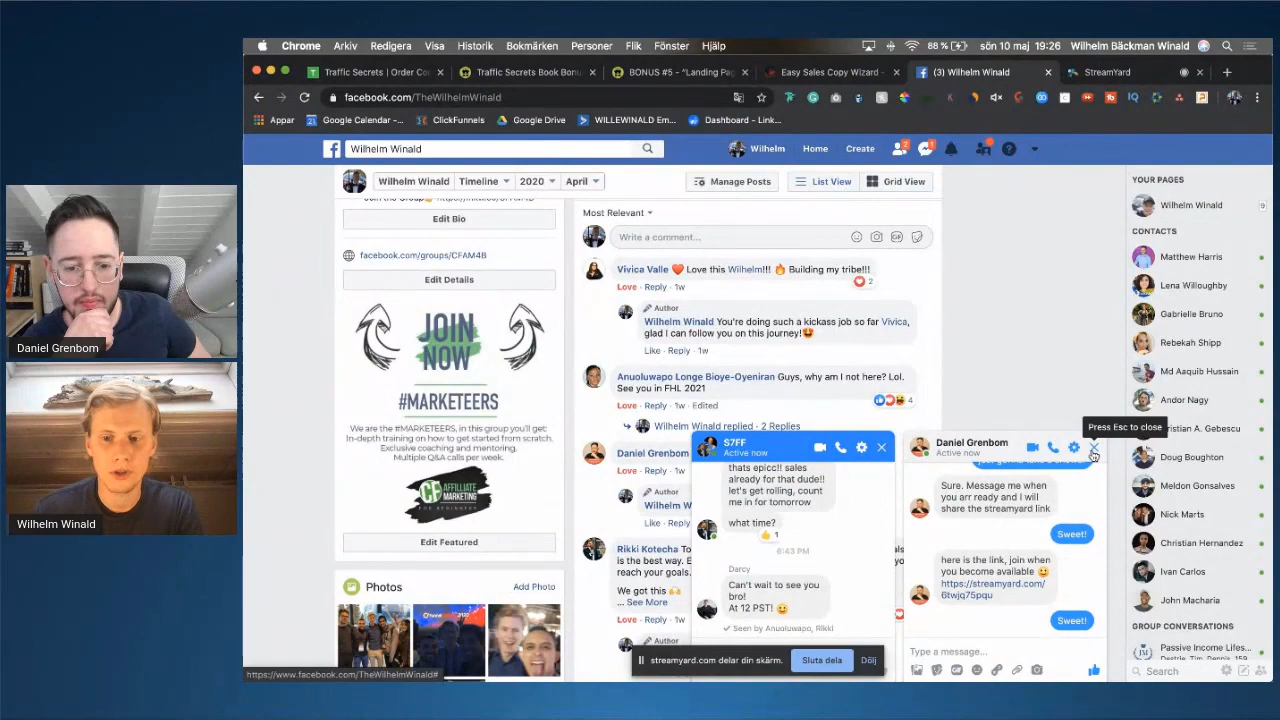 Chrome Arkiv Redigera Visa Historik Bokmärken Personer Flik Fönster Hjälp 88 % sön 10 maj 19:26 Wilhelm Bäckman Winald
Traffic Secrets | Order Co
Traffic Secrets Book Bonu
BONUS #5 - "Landing Pag
Easy Sales Copy Wizard -
(3) Wilhelm Winald
StreamYard
facebook.com/TheWilhelmWinald
Appar
Google Calendar -...
ClickFunnels
Google Drive
WILLEWINALD Em...
Dashboard - Link...
Wilhelm Winald
Wilhelm Home Create 2 1
Wilhelm Winald Timeline 2020 April
Manage Posts List View Grid View
Edit Bio
facebook.com/groups/CFAM4B
Edit Details
JOIN
NOW
#MARKETEERS
We are the #MARKETEERS, in this group you'll get:
In-depth training on how to get started from scratch.
Exclusive coaching and mentoring.
Multiple Q&A calls per week.
CF AFFILIATE
MARKETING
Edit Featured
Photos Add Photo
Most Relevant
Write a comment...
Vivica Valle ❤️ Love this Wilhelm!!! 🔥 Building my tribe!!!
2
Love · Reply · 1w
Author
Wilhelm Winald You're doing such a kickass job so far Vivica,
glad I can follow you on this journey!🤩
Like · Reply · 1w
Anuoluwapo Longe Bioye-Oyeniran Guys, why am I not here? Lol.
See you in FHL 2021
4
Love · Reply · 1w · Edited
Wilhelm Winald replied · 2 Replies
Daniel Grenbom
Love · Reply
Author
Wilhelm W
Like · Reply
Rikki Kotecha To
is the best way. E
reach your goals.
We got this 🙌
... See More
Love · Reply · 1w
Author
S7FF
Active now
thats epicc!! sales
already for that dude!!
let's get rolling, count
me in for tomorrow
what time?
👍 1
6:43 PM
Darcy
Can't wait to see you
bro!
At 12 PST! 😀
Seen by Anuoluwapo, Rikki
Press Esc to close
Daniel Grenbom
Active now
Sure. Message me when
you arr ready and I will
share the streamyard link
Sweet!
here is the link, join when
you become available 😀
https://streamyard.com/
6twjq75pqu
Sweet!
Type a message...
YOUR PAGES
Wilhelm Winald 9
CONTACTS
Matthew Harris
Lena Willoughby
Gabrielle Bruno
Rebekah Shipp
Md Aaquib Hussain
Andor Nagy
stian A. Gebescu
Doug Boughton
Meldon Gonsalves
Nick Marts
Christian Hernandez
Ivan Carlos
John Macharia
GROUP CONVERSATIONS
Passive Income Lifes...
Search
streamyard.com delar din skärm. Sluta dela Dölj
https://www.facebook.com/TheWilhelmWinald#
Daniel Grenbom
Wilhelm Winald